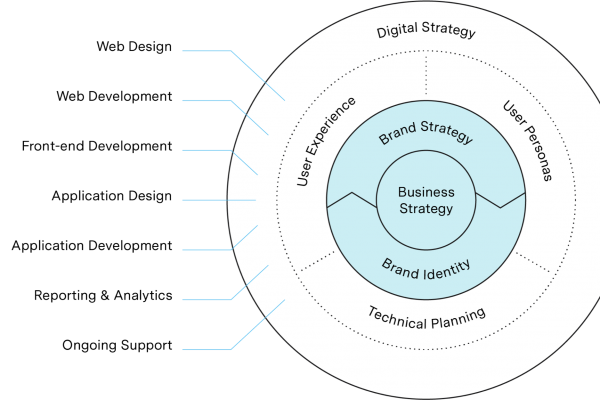 Web Design
Web Development
Front-end Development
Application Design
Application Development
Reporting & Analytics
Ongoing Support
Digital Strategy
User Experience
User Personas
Technical Planning
Brand Strategy
Business
Strategy
Brand Identity